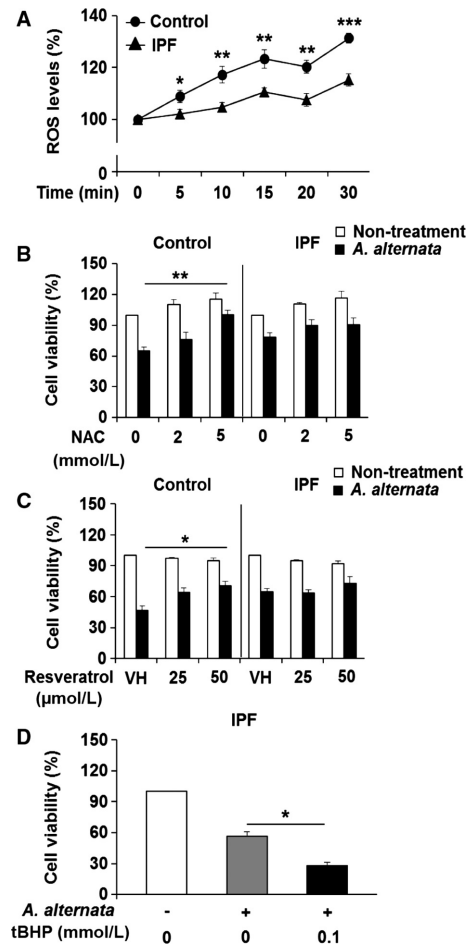 A
Control
IPF
ROS levels (%)
140
120
100
0
*
**
**
**
***
Time (min)
0 5 10 15 20 30
B
Non-treatment
A. alternata
Control IPF
Cell viability (%)
150
120
90
60
30
0
**
NAC 0 2 5 0 2 5
(mmol/L)
C
Non-treatment
A. alternata
Control IPF
Cell viability (%)
150
120
90
60
30
0
*
Resveratrol VH 25 50 VH 25 50
(µmol/L)
IPF
D
Cell viability (%)
150
120
90
60
30
0
*
A. alternata - + +
tBHP (mmol/L) 0 0 0.1